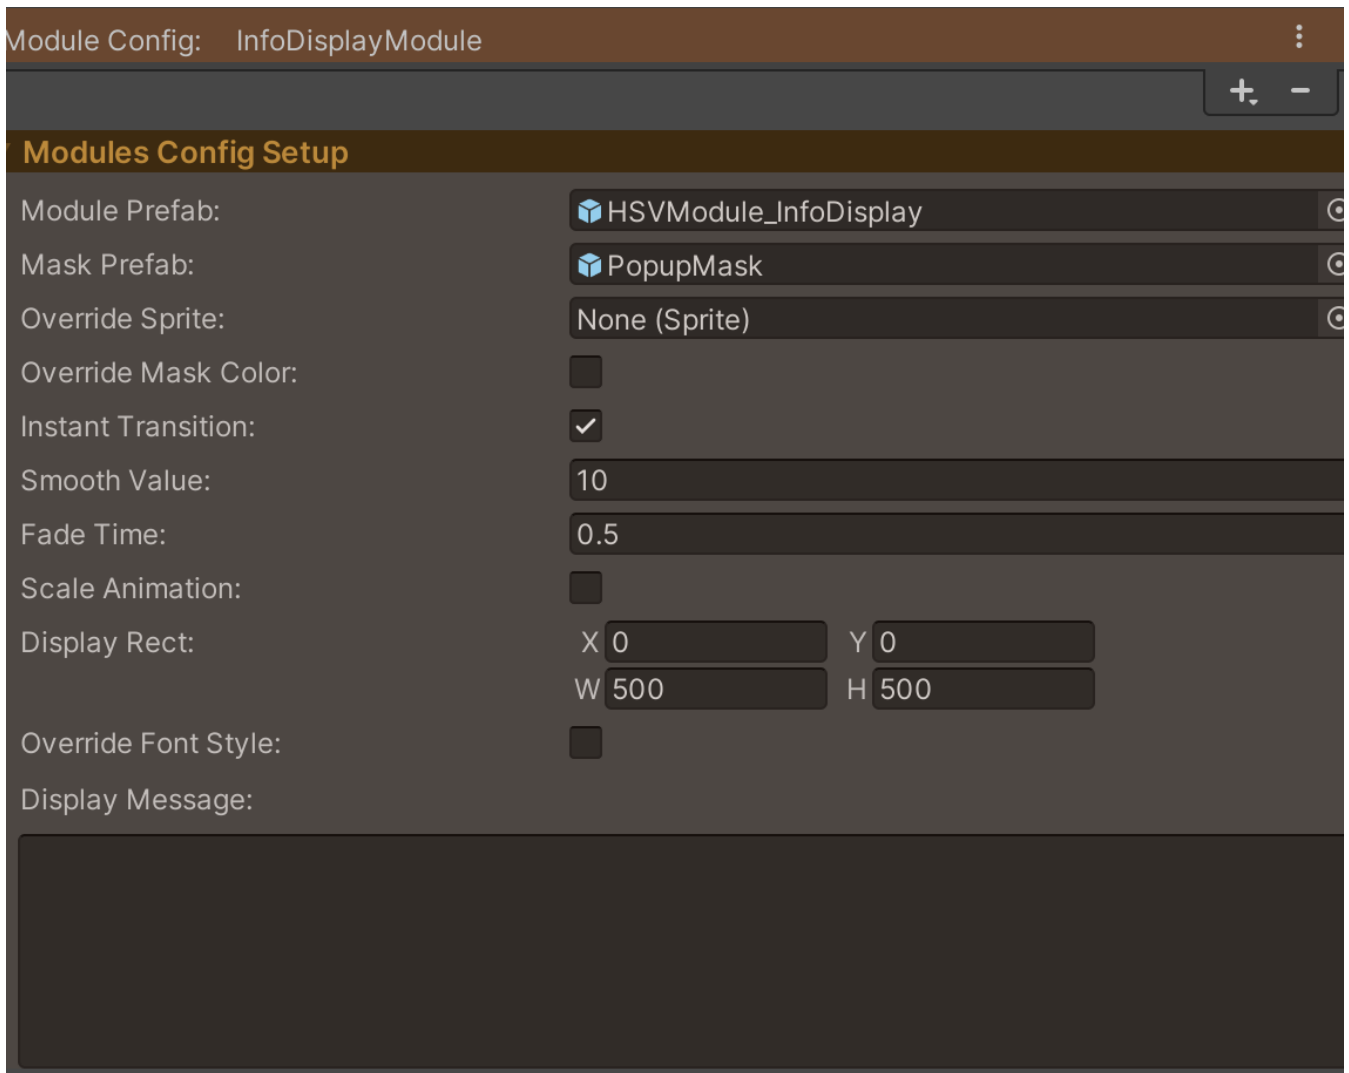 Module Config: InfoDisplayModule
Modules Config Setup
Module Prefab: HSVModule_InfoDisplay
Mask Prefab: PopupMask
Override Sprite: None (Sprite)
Override Mask Color:
Instant Transition:
Smooth Value: 10
Fade Time: 0.5
Scale Animation:
Display Rect: X 0 Y 0
W 500 H 500
Override Font Style:
Display Message: